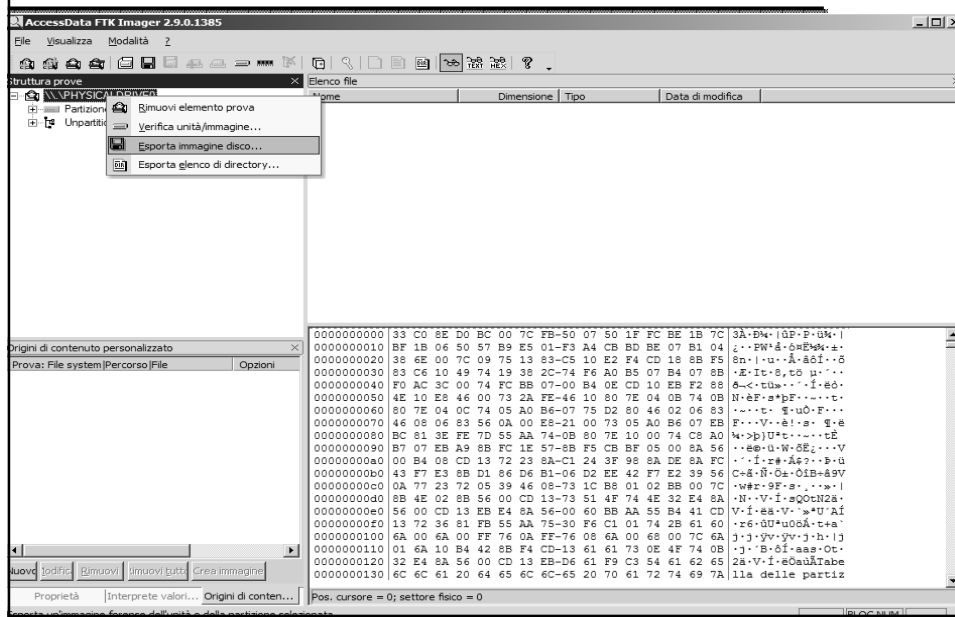 AccessData FTK Imager 2.9.0.1385
File Visualizza Modalità ?
Struttura prove
Elenco file
\\.\PHYSICALDRIVE0
Nome Dimensione Tipo Data di modifica
Rimuovi elemento prova
Verifica unità/immagine...
Esporta immagine disco...
Esporta elenco di directory...
Origini di contenuto personalizzato
Prova: File system|Percorso|File Opzioni
0000000000 33 C0 8E D0 BC 00 7C FB-50 07 50 1F FC BE 1B 7C
0000000010 BF 1B 06 50 57 B9 E5 01-F3 A4 CB BD BE 07 B1 04
0000000020 38 6E 00 7C 09 75 13 83-C5 10 E2 F4 CD 18 8B F5
0000000030 83 C6 10 49 74 19 38 2C-74 F6 A0 B5 07 B4 07 8B
0000000040 F0 AC 3C 00 74 FC BB 07-00 B4 0E CD 10 EB F2 88
0000000050 4E 10 E8 46 00 73 2A FE-46 10 80 7E 04 0B 74 0B
0000000060 80 7E 04 0C 74 05 A0 B6-07 75 D2 80 46 02 06 83
0000000070 46 08 06 83 56 0A 00 E8-21 00 73 05 A0 B6 07 EB
0000000080 BC 81 3E FE 7D 55 AA 74-0B 80 7E 10 00 74 C8 A0
0000000090 B7 07 EB A9 8B FC 1E 57-8B F5 CB BF 05 00 8A 56
00000000a0 00 B4 08 CD 13 72 23 8A-C1 24 3F 98 8A DE 8A FC
00000000b0 43 F7 E3 8B D1 86 D6 B1-06 D2 EE 42 F7 E2 39 56
00000000c0 0A 77 23 72 05 39 46 08-73 1C B8 01 02 BB 00 7C
00000000d0 8B 4E 02 8B 56 00 CD 13-73 51 4F 74 4E 32 E4 8A
00000000e0 56 00 CD 13 EB E4 8A 56-00 60 BB AA 55 B4 41 CD
00000000f0 13 72 36 81 FB 55 AA 75-30 F6 C1 01 74 2B 61 60
0000000100 6A 00 6A 00 FF 76 0A FF-76 08 6A 00 68 00 7C 6A
0000000110 01 6A 10 B4 42 8B F4 CD-13 61 61 73 0E 4F 74 0B
0000000120 32 E4 8A 56 00 CD 13 EB-D6 61 F9 C3 54 61 62 65
0000000130 6C 6C 61 20 64 65 6C 6C-65 20 70 61 72 74 69 7A lla delle partiz
Rimuovi Crea immagine
Proprietà Interprete valori... Origini di conten...
Pos. cursore = 0; settore fisico = 0
Esporta un'immagine forense dell'unità o della partizione selezionata